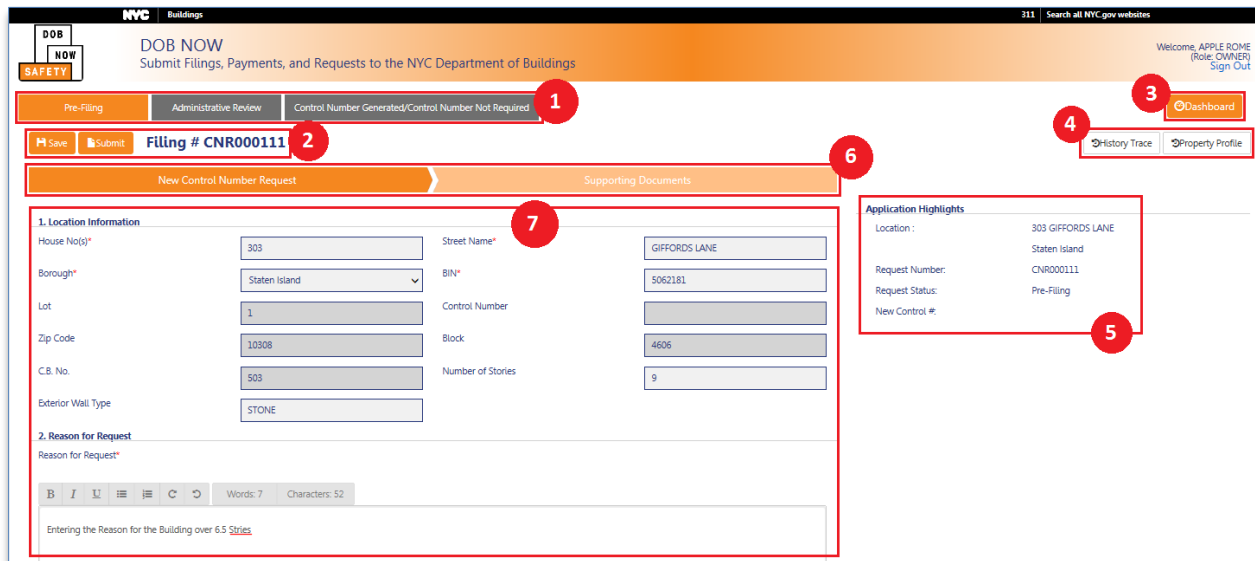 NYC Buildings 311 Search all NYC.gov websites
DOB
NOW
SAFETY
DOB NOW
Submit Filings, Payments, and Requests to the NYC Department of Buildings
Welcome, APPLE ROME
(Role: OWNER)
Sign Out
Pre-Filing Administrative Review Control Number Generated/Control Number Not Required 1
3 Dashboard
Save Submit Filing # CNR000111 2
4 History Trace Property Profile
New Control Number Request Supporting Documents 6
7
1. Location Information
House No(s)* 303 Street Name* GIFFORDS LANE
Borough* Staten Island BIN* 5062181
Lot 1 Control Number
Zip Code 10308 Block 4606
C.B. No. 503 Number of Stories 9
Exterior Wall Type STONE
2. Reason for Request
Reason for Request*
B I U Words: 7 Characters: 52
Entering the Reason for the Building over 6.5 Stries
Application Highlights
Location : 303 GIFFORDS LANE
Staten Island
Request Number: CNR000111
Request Status: Pre-Filing
New Control #:
5